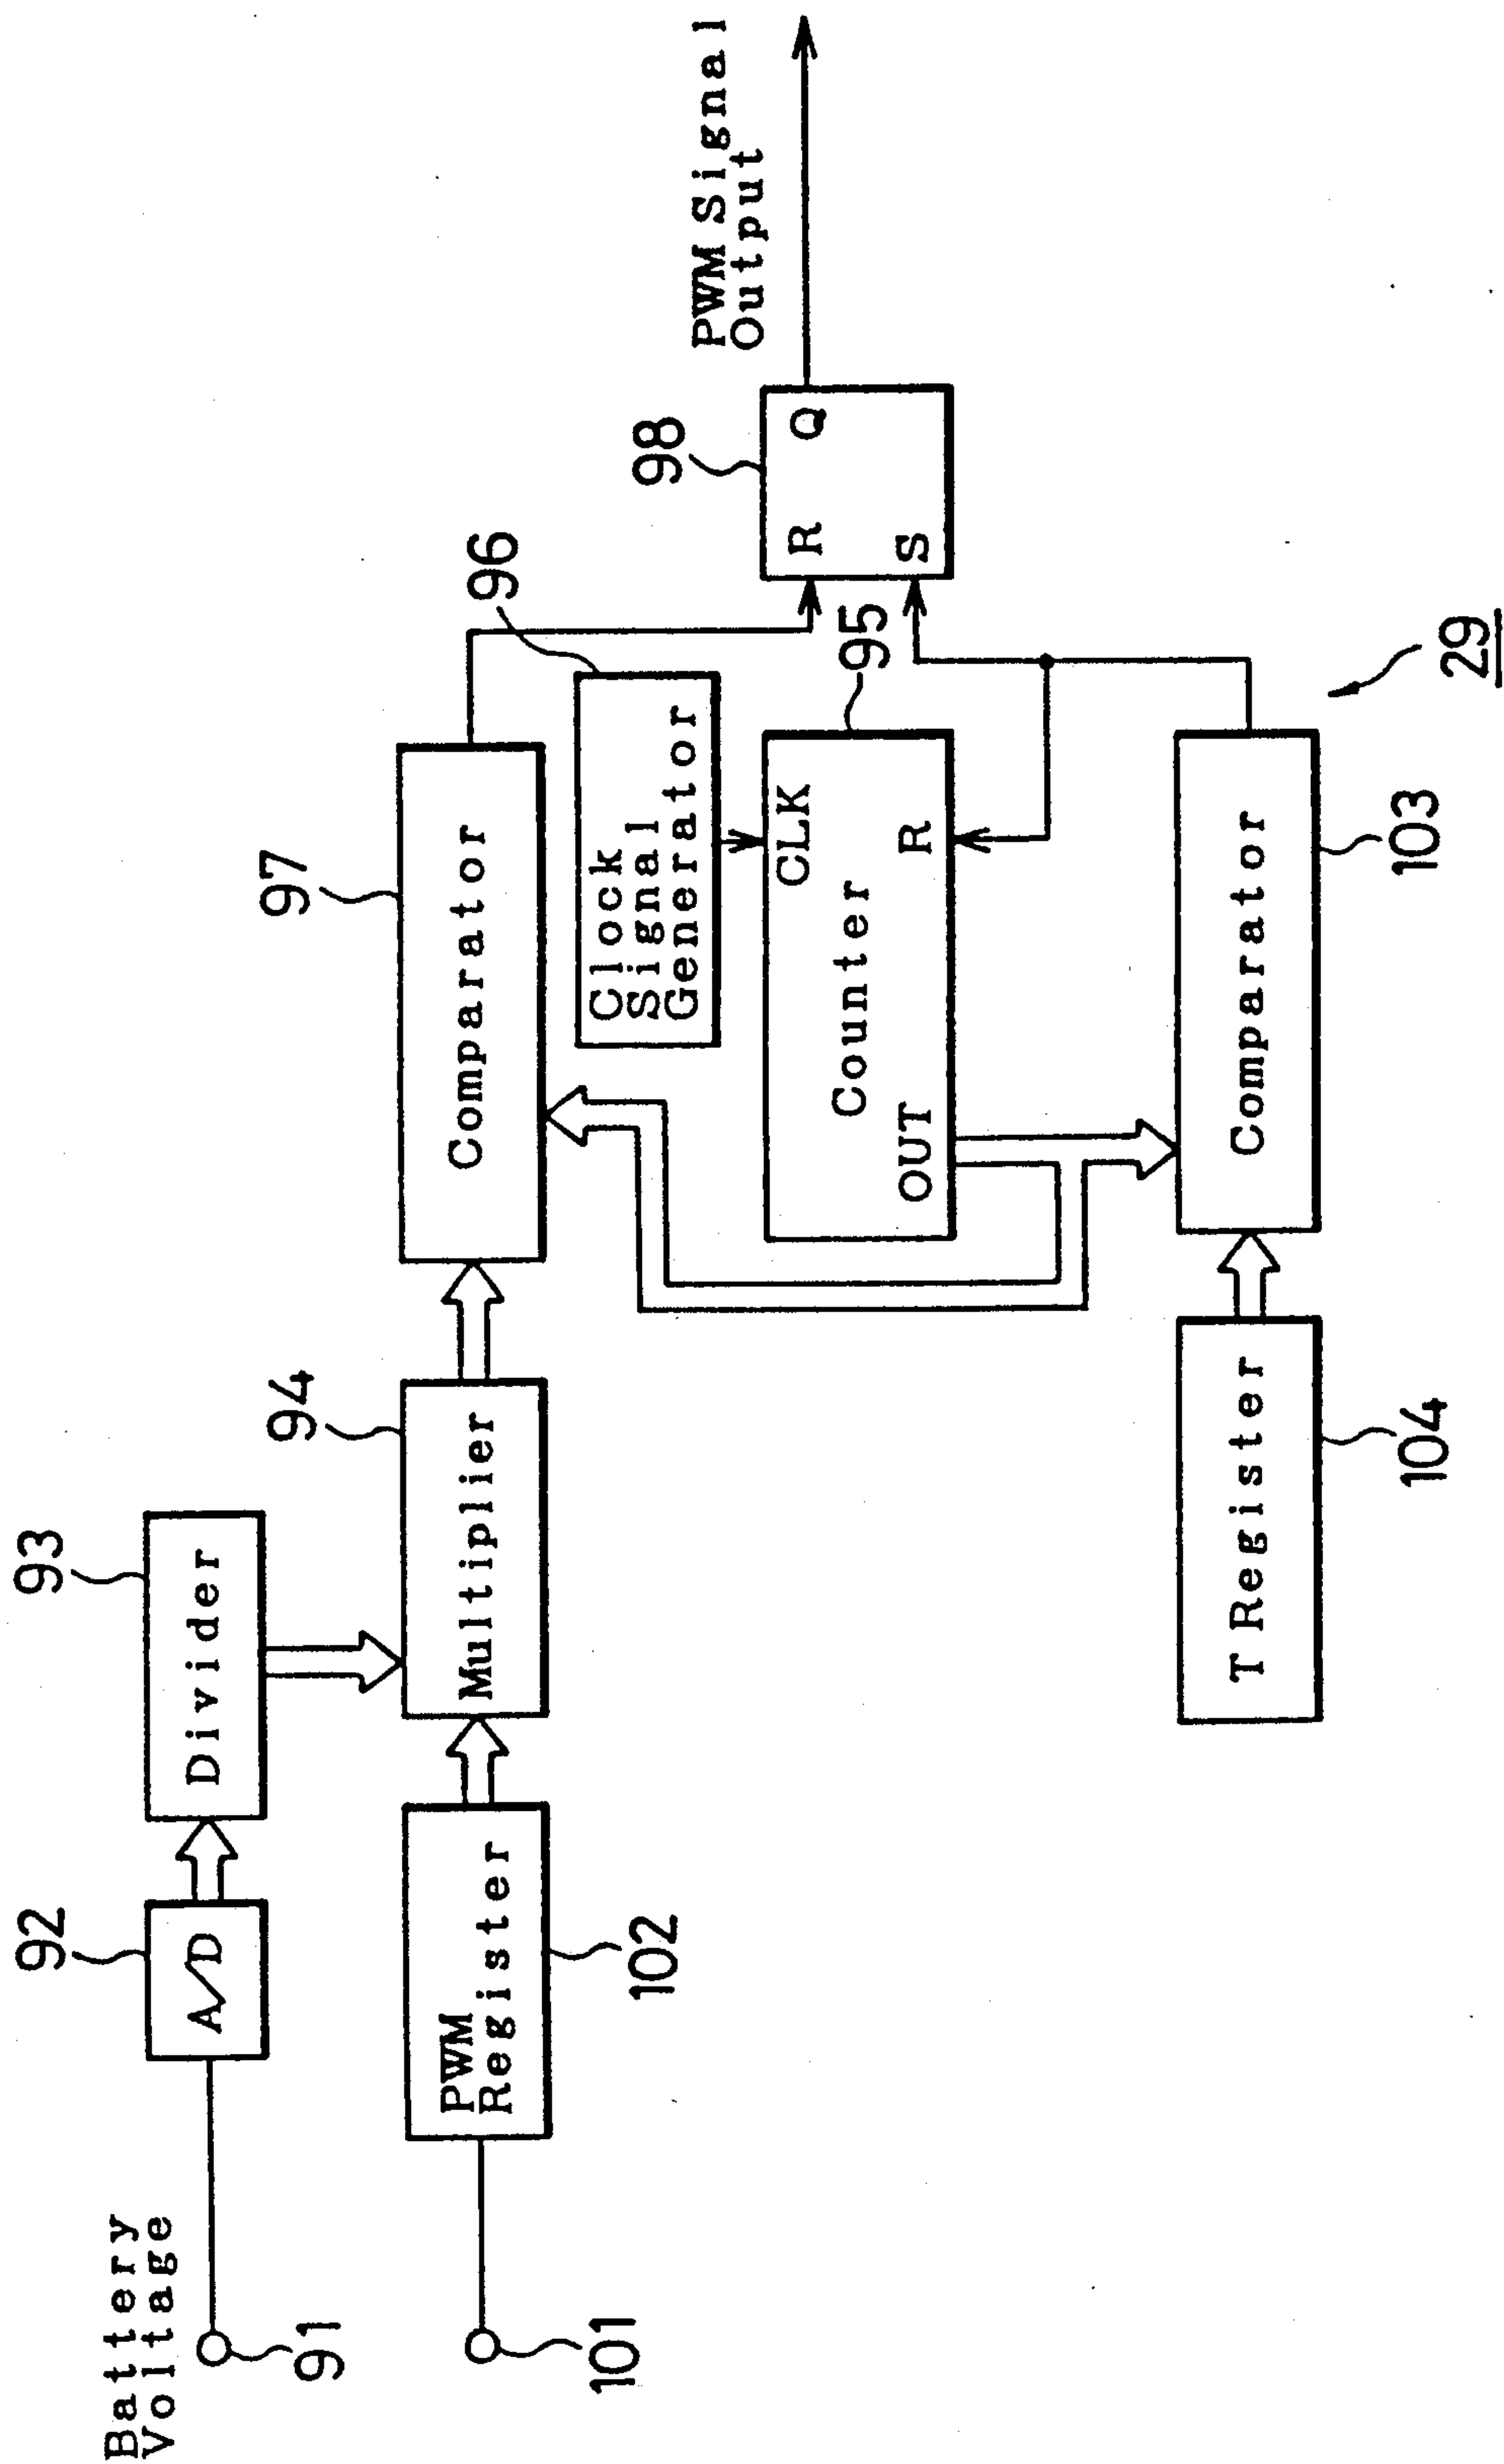 Battery
Voltage
91
92
A/D
93
Divider
101
PWM
Register
102
94
Multiplier
97
Comparator
96
Clock
Signal
Generator
95
CLK
Counter
OUT
R
T Register
104
Comparator
103
98
R
Q
S
PWM Signal
Output
29